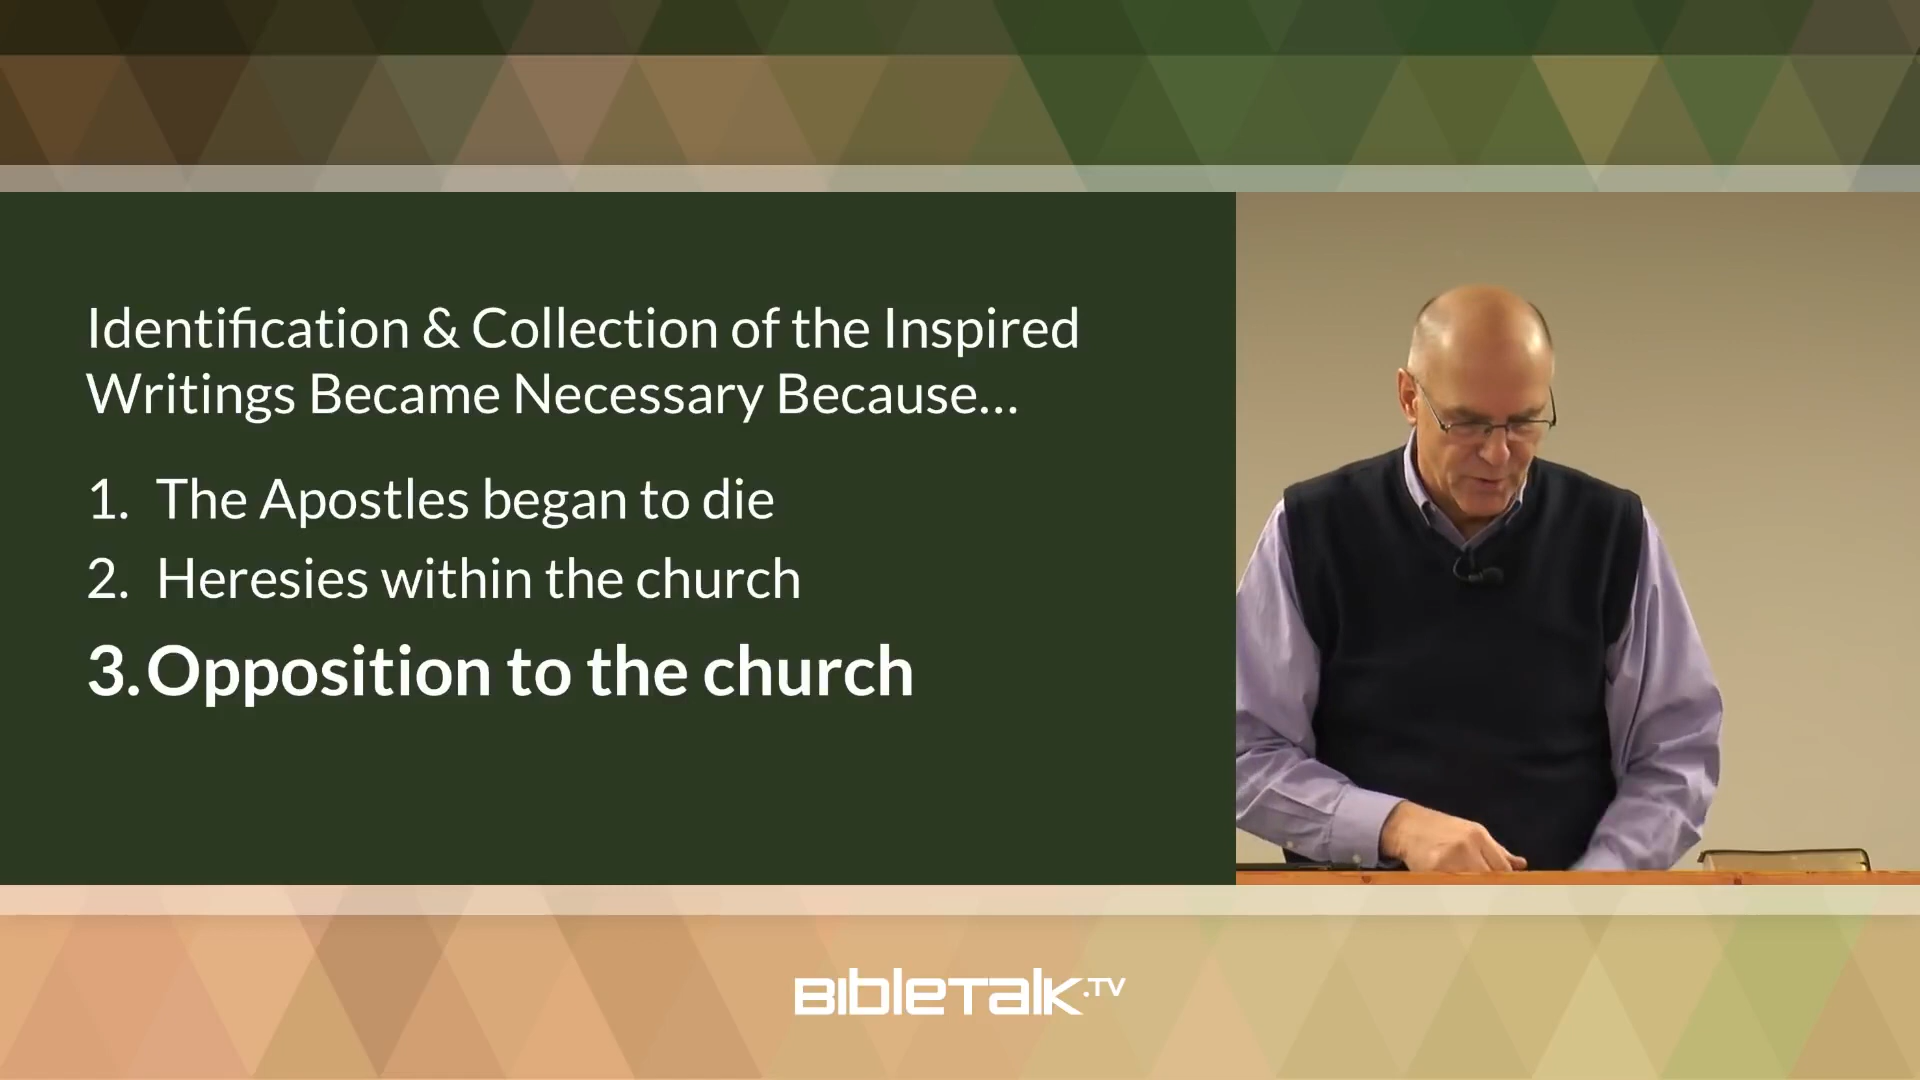 Identification & Collection of the Inspired
Writings Became Necessary Because...
1. The Apostles began to die
2. Heresies within the church
3. Opposition to the church
BIBLETALK.TV